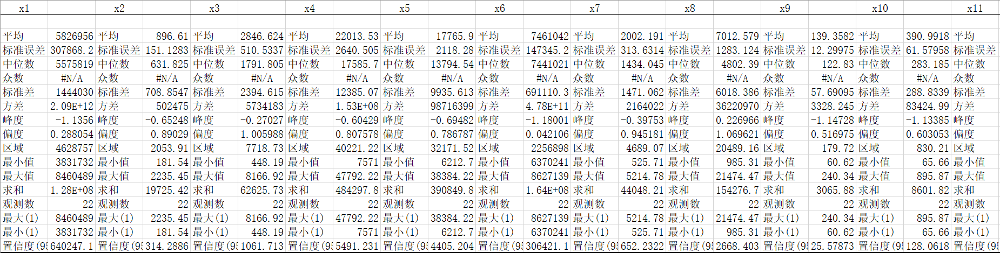 x1 x2 x3 x4 x5 x6 x7 x8 x9 x10 x11
平均 5826956 平均 896.61 平均 2846.624 平均 22013.53 平均 17765.9 平均 7461042 平均 2002.191 平均 7012.579 平均 139.3582 平均 390.9918 平均
标准误差 307868.2 标准误差 151.1283 标准误差 510.5337 标准误差 2640.505 标准误差 2118.28 标准误差 147345.2 标准误差 313.6314 标准误差 1283.124 标准误差 12.29975 标准误差 61.57958 标准误差
中位数 5575819 中位数 631.825 中位数 1791.805 中位数 17585.7 中位数 13794.54 中位数 7441021 中位数 1434.045 中位数 4802.39 中位数 122.83 中位数 283.185 中位数
众数 #N/A 众数 #N/A 众数 #N/A 众数 #N/A 众数 #N/A 众数 #N/A 众数 #N/A 众数 #N/A 众数 #N/A 众数 #N/A 众数
标准差 1444030 标准差 708.8547 标准差 2394.615 标准差 12385.07 标准差 9935.613 标准差 691110.3 标准差 1471.062 标准差 6018.386 标准差 57.69095 标准差 288.8339 标准差
方差 2.09E+12 方差 502475 方差 5734183 方差 1.53E+08 方差 98716399 方差 4.78E+11 方差 2164022 方差 36220970 方差 3328.245 方差 83424.99 方差
峰度 -1.1356 峰度 -0.65248 峰度 -0.27027 峰度 -0.60429 峰度 -0.69482 峰度 -1.18001 峰度 -0.39753 峰度 0.226966 峰度 -1.14728 峰度 -1.13385 峰度
偏度 0.288054 偏度 0.89029 偏度 1.005988 偏度 0.807578 偏度 0.786787 偏度 0.042106 偏度 0.945181 偏度 1.069621 偏度 0.516975 偏度 0.603053 偏度
区域 4628757 区域 2053.91 区域 7718.73 区域 40221.22 区域 32171.52 区域 2256898 区域 4689.07 区域 20489.16 区域 179.72 区域 830.21 区域
最小值 3831732 最小值 181.54 最小值 448.19 最小值 7571 最小值 6212.7 最小值 6370241 最小值 525.71 最小值 985.31 最小值 60.62 最小值 65.66 最小值
最大值 8460489 最大值 2235.45 最大值 8166.92 最大值 47792.22 最大值 38384.22 最大值 8627139 最大值 5214.78 最大值 21474.47 最大值 240.34 最大值 895.87 最大值
求和 1.28E+08 求和 19725.42 求和 62625.73 求和 484297.8 求和 390849.8 求和 1.64E+08 求和 44048.21 求和 154276.7 求和 3065.88 求和 8601.82 求和
观测数 22 观测数 22 观测数 22 观测数 22 观测数 22 观测数 22 观测数 22 观测数 22 观测数 22 观测数 22 观测数
最大(1) 8460489 最大(1) 2235.45 最大(1) 8166.92 最大(1) 47792.22 最大(1) 38384.22 最大(1) 8627139 最大(1) 5214.78 最大(1) 21474.47 最大(1) 240.34 最大(1) 895.87 最大(1)
最小(1) 3831732 最小(1) 181.54 最小(1) 448.19 最小(1) 7571 最小(1) 6212.7 最小(1) 6370241 最小(1) 525.71 最小(1) 985.31 最小(1) 60.62 最小(1) 65.66 最小(1)
置信度(95 640247.1 置信度(95 314.2886 置信度(95 1061.713 置信度(95 5491.231 置信度(95 4405.204 置信度(95 306421.1 置信度(95 652.2322 置信度(95 2668.403 置信度(95 25.57873 置信度(95 128.0618 置信度(95